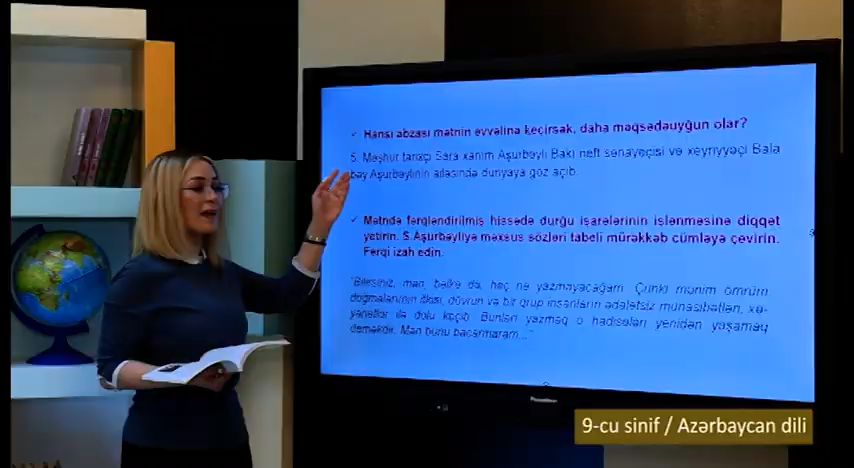 ✓ Hansı abzası mətnin əvvəlinə keçirsək, daha məqsədəuyğun olar?
5. Məşhur tarixçi Sara xanım Aşurbəyli Bakı neft sənayeçisi və xeyriyyəçi Bala
bəy Aşurbəylinin ailəsində dünyaya göz açıb.
✓ Mətndə fərqləndirilmiş hissədə durğu işarələrinin işlənməsinə diqqət
yetirin. S.Aşurbəyliyə məxsus sözləri tabeli mürəkkəb cümləyə çevirin.
Fərqi izah edin.
"Bilirsiniz, mən, bəlkə də, heç nə yazmayacağam. Çünki mənim ömrüm
doğmalarımın itkisi, dövrün və bir qrup insanların ədalətsiz münasibətləri, xə-
yanətlər ilə dolu keçib. Bunları yazmaq o hadisələri yenidən yaşamaq
deməkdir. Mən bunu bacarmaram..."
9-cu sinif / Azərbaycan dili